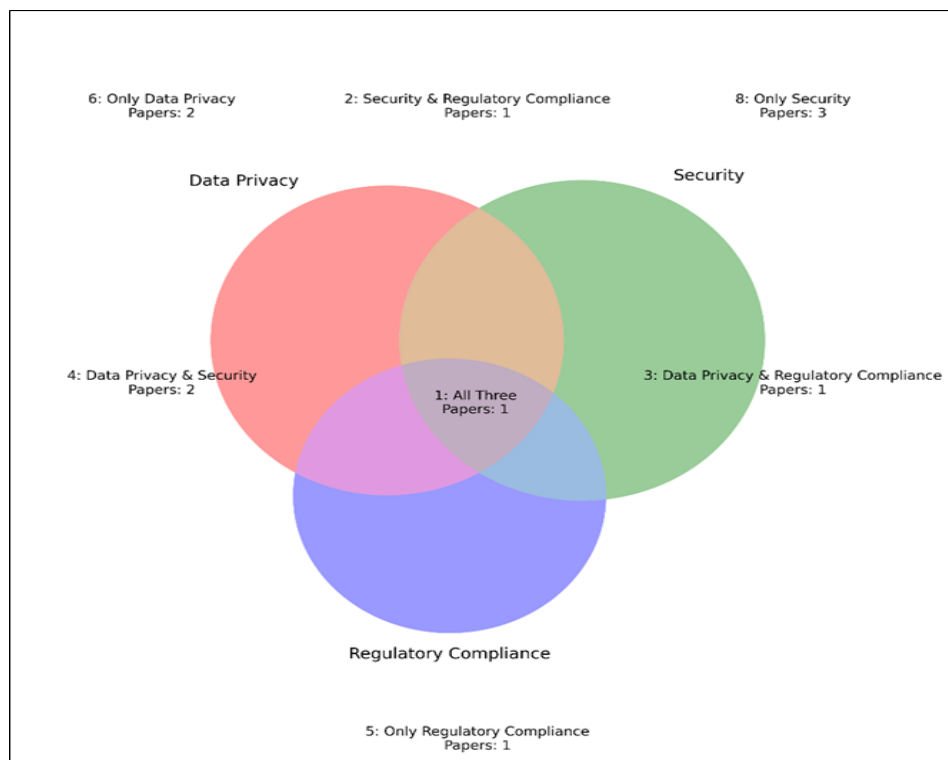 6: Only Data Privacy
Papers: 2
2: Security & Regulatory Compliance
Papers: 1
8: Only Security
Papers: 3
Data Privacy
Security
4: Data Privacy & Security
Papers: 2
1: All Three
Papers: 1
3: Data Privacy & Regulatory Compliance
Papers: 1
Regulatory Compliance
5: Only Regulatory Compliance
Papers: 1